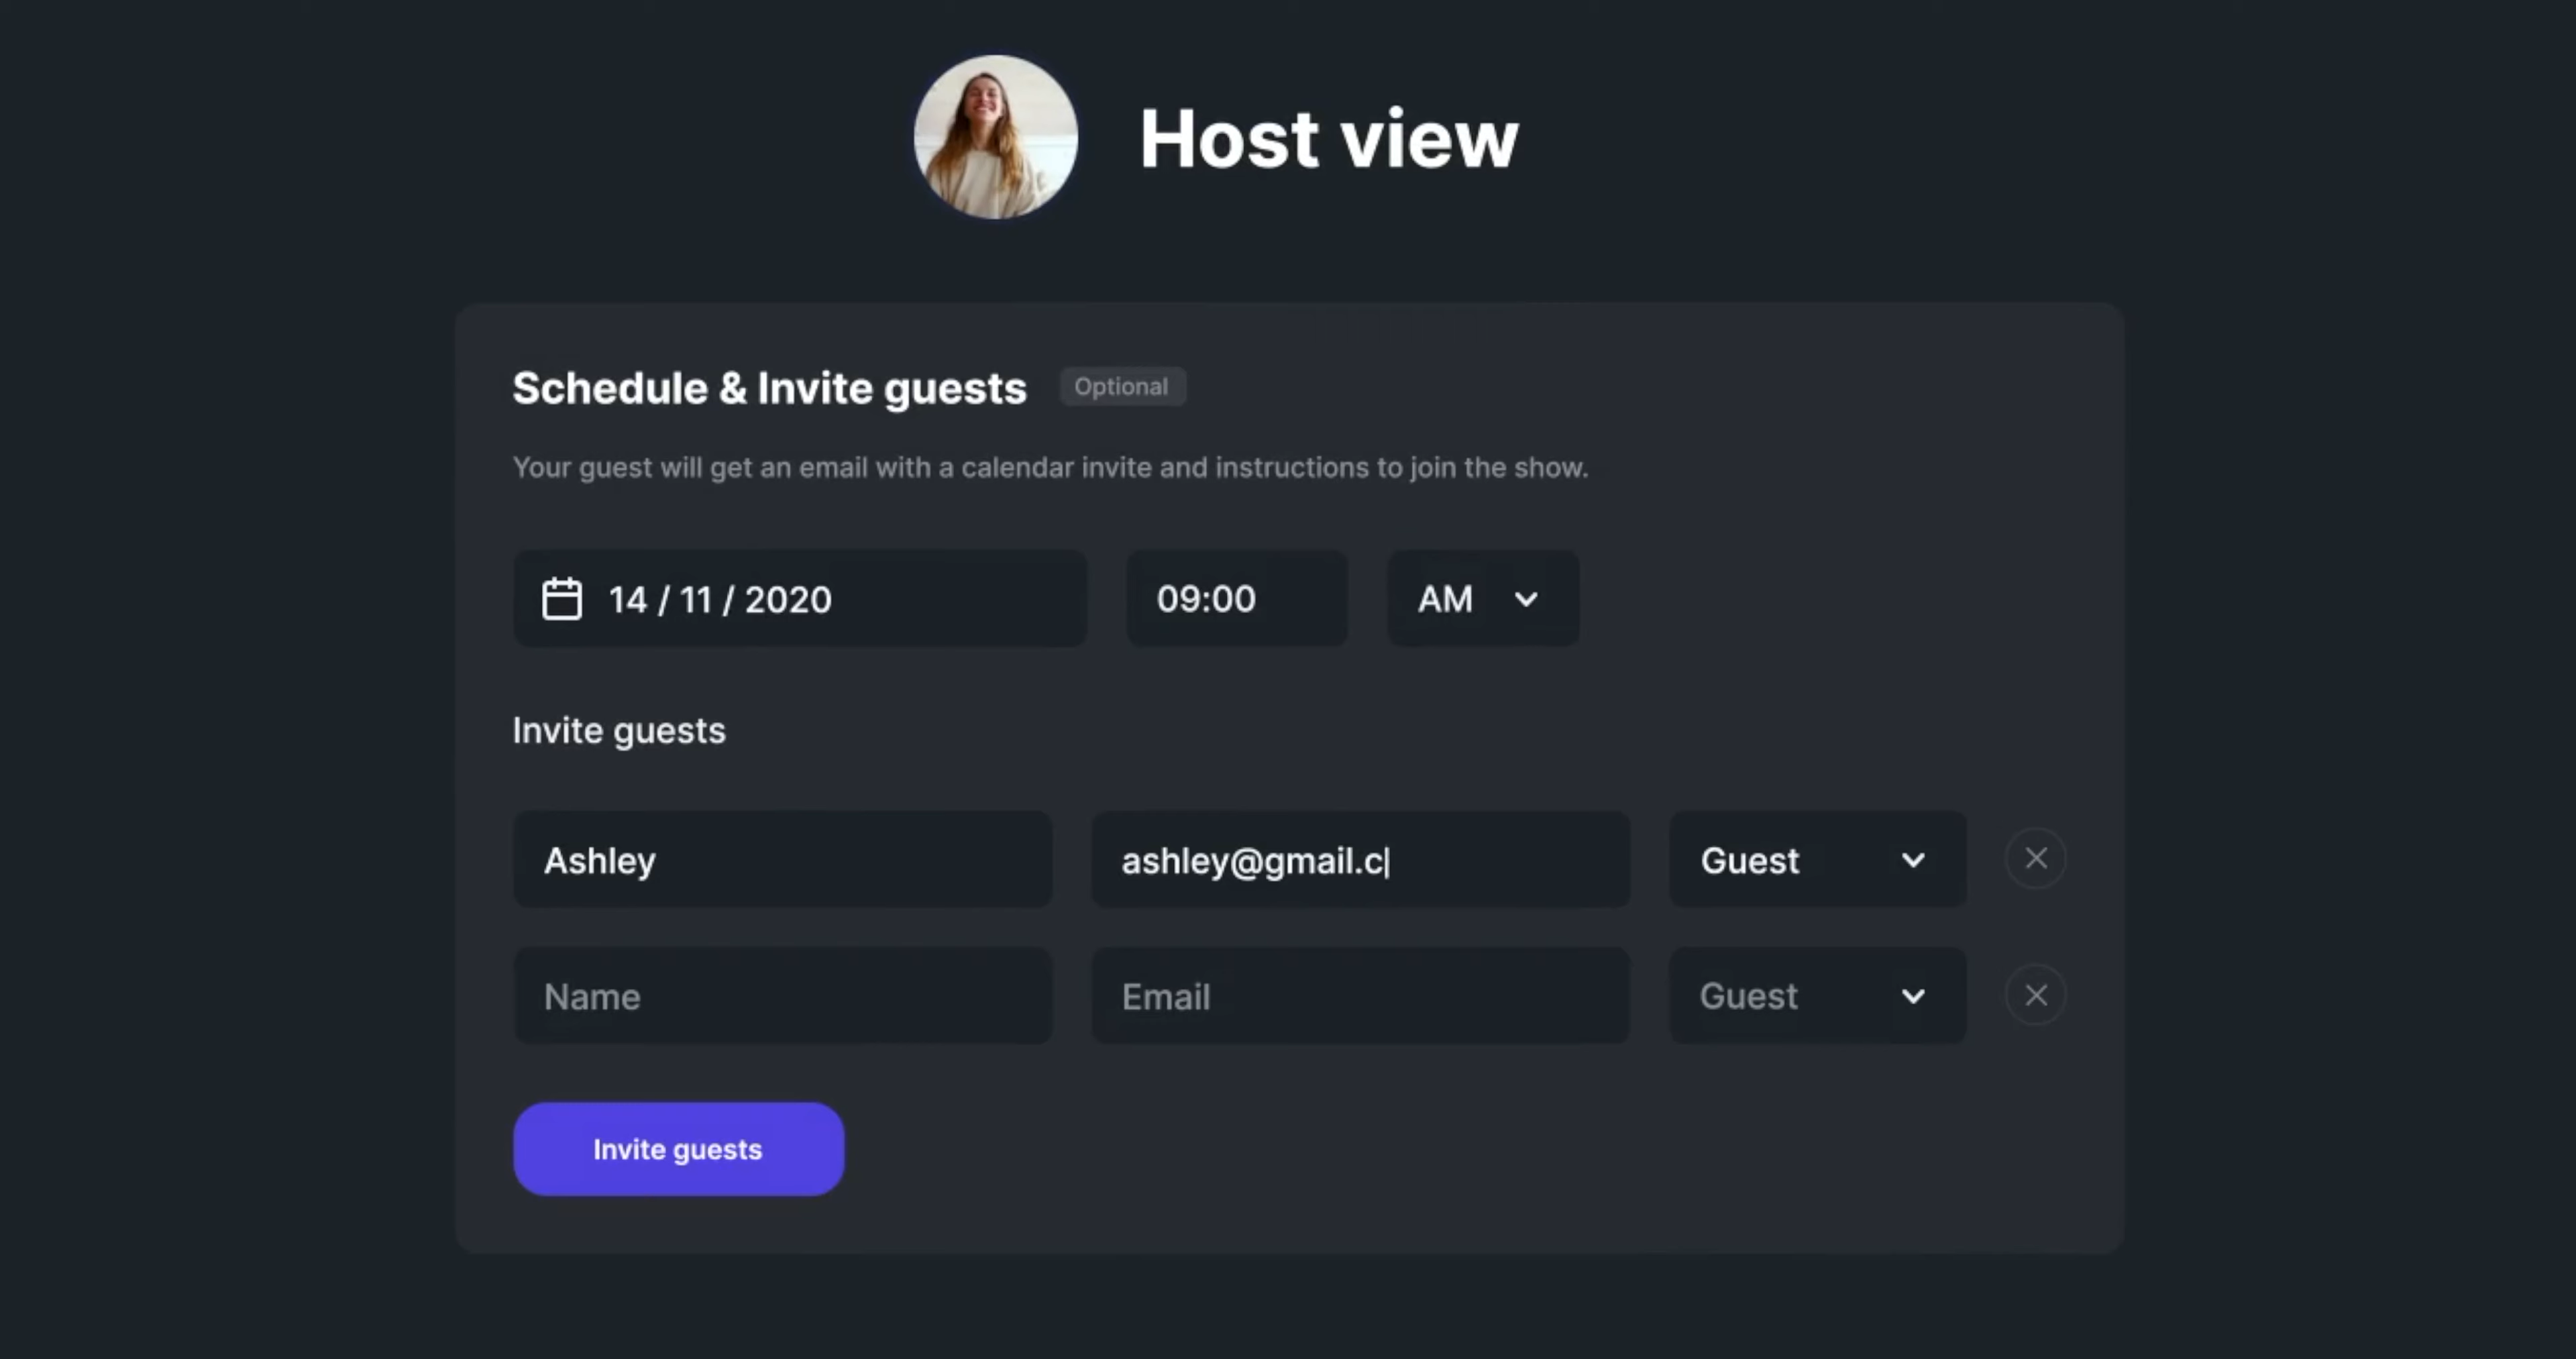 Host view
Schedule & Invite guests Optional
Your guest will get an email with a calendar invite and instructions to join the show.
14 / 11 / 2020 09:00 AM
Invite guests
Ashley ashley@gmail.c
Guest
Name Email Guest
Invite guests